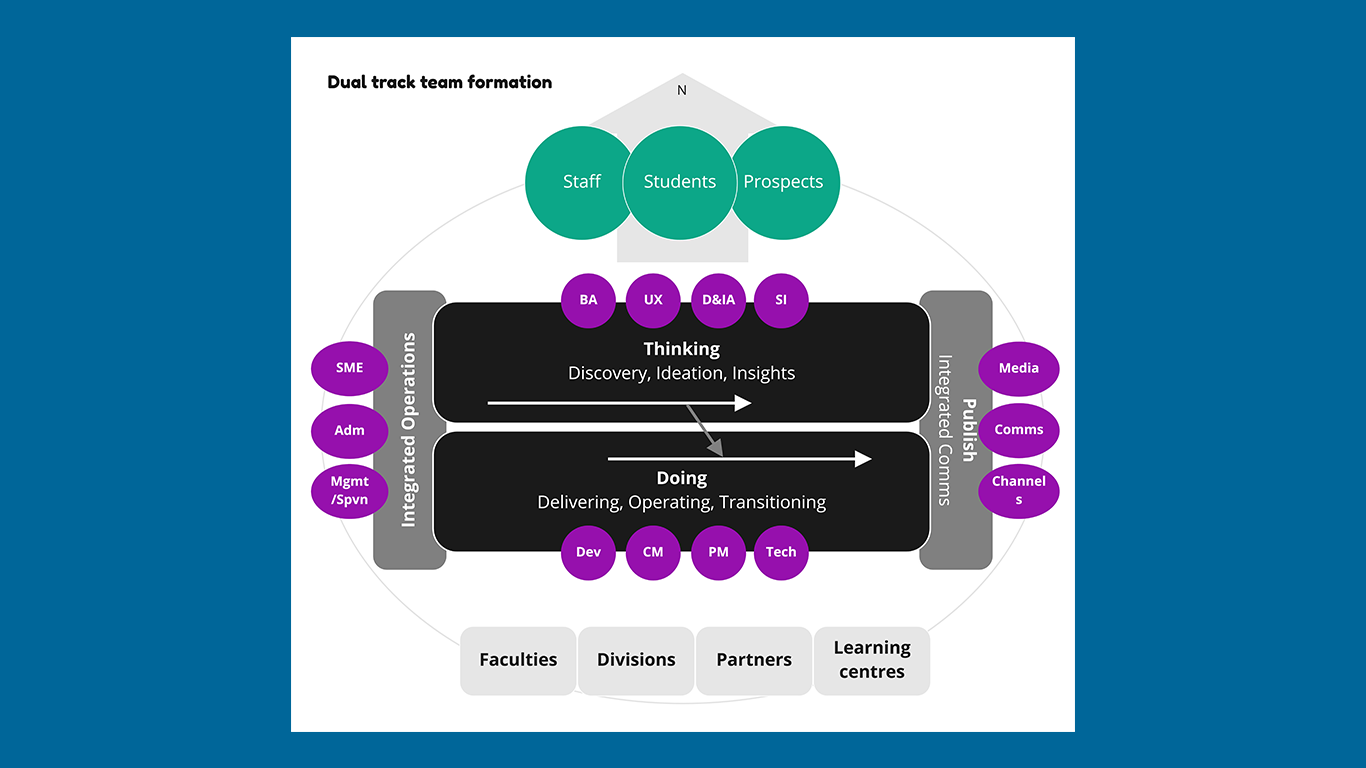 Dual track team formation
N
Staff
Students
Prospects
BA
UX
D&IA
SI
Thinking
Discovery, Ideation, Insights
Integrated Operations
SME
Adm
Mgmt
/Spvn
Publish
Integrated Comms
Media
Comms
Channel
s
Doing
Delivering, Operating, Transitioning
Dev
CM
PM
Tech
Faculties
Divisions
Partners
Learning
centres